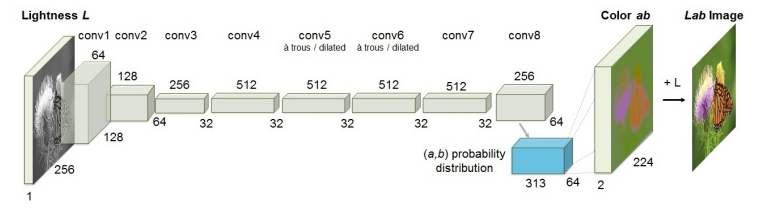 Lightness L
Color ab
Lab Image
conv1
conv2
conv3
conv4
conv5
à trous / dilated
conv6
à trous / dilated
conv7
conv8
64
128
256
512
512
512
512
256
+ L
128
64
32
32
32
32
32
64
256
(a,b) probability
distribution
313
64
2
224
1